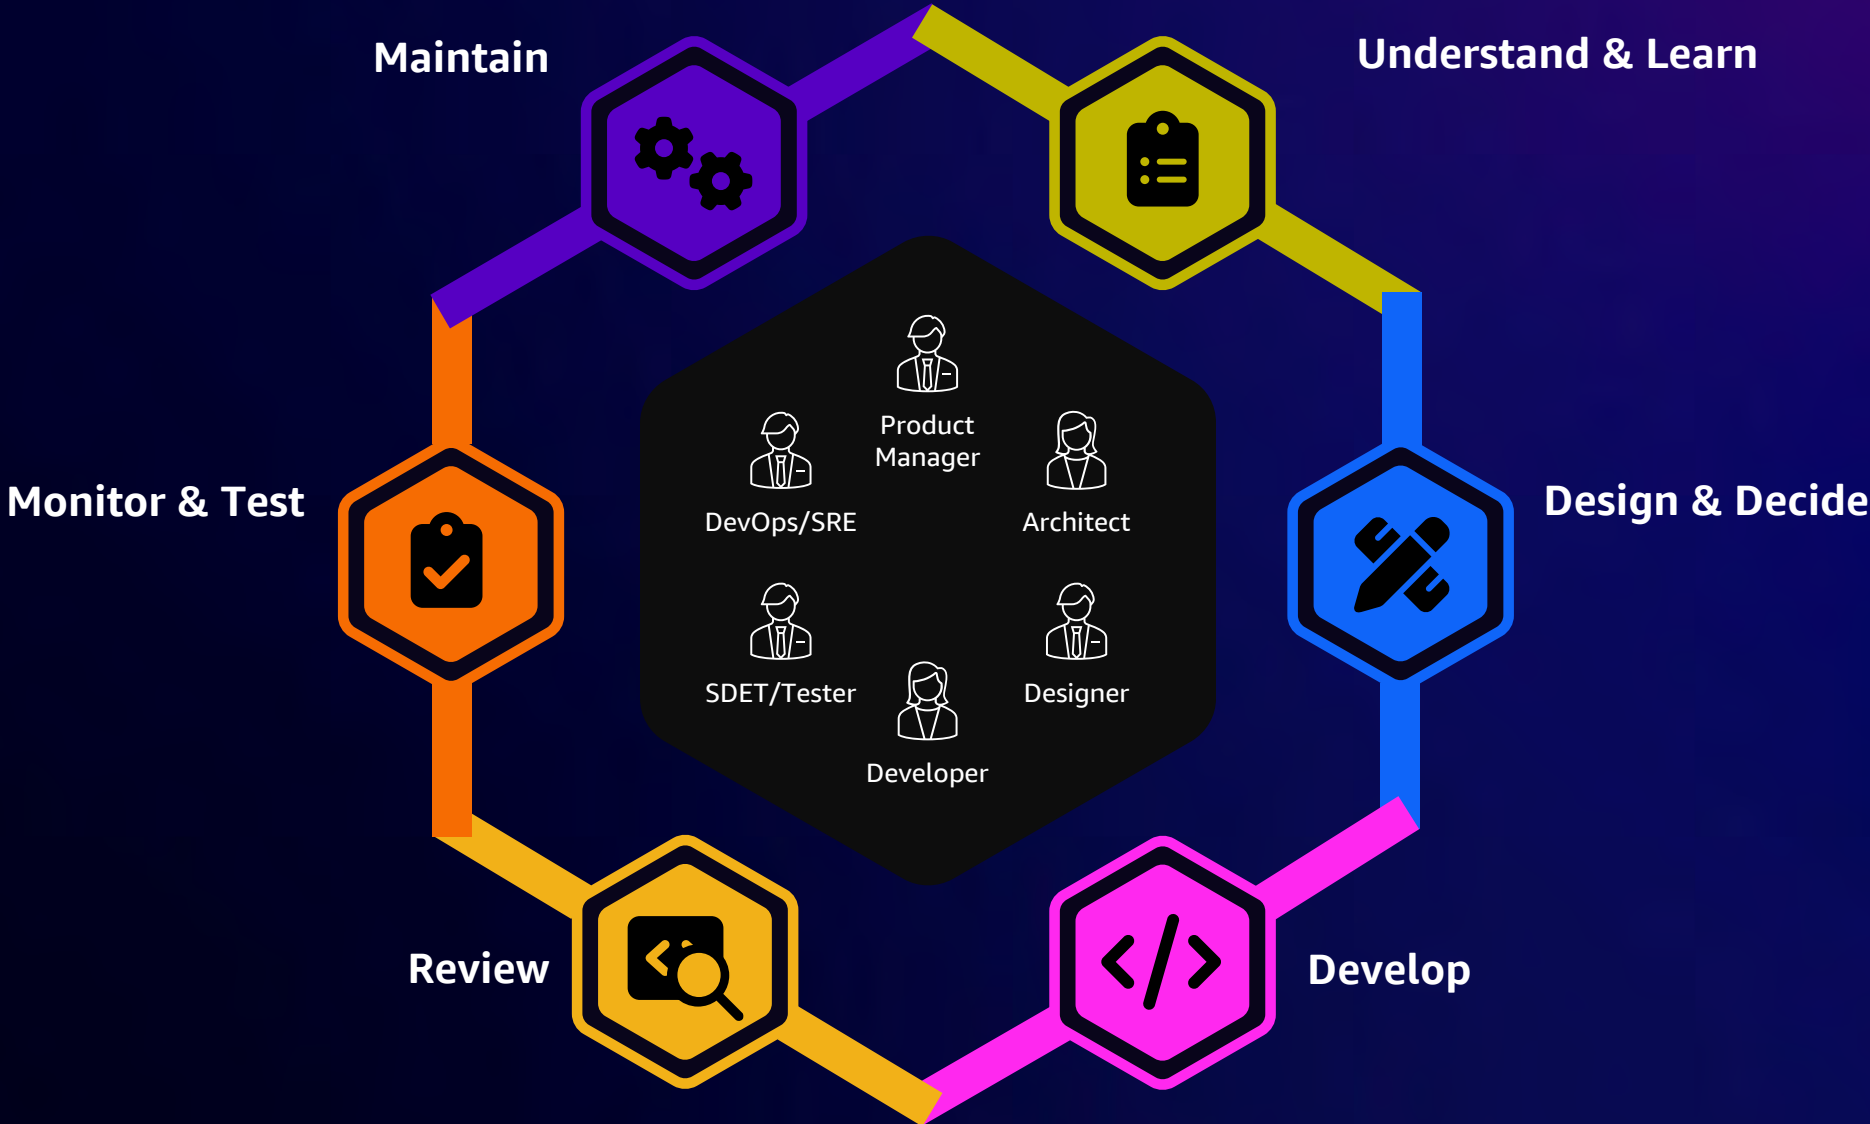 Maintain
Understand & Learn
Product
Manager
DevOps/SRE
Architect
Monitor & Test
Design & Decide
SDET/Tester
Designer
Developer
Review
Develop